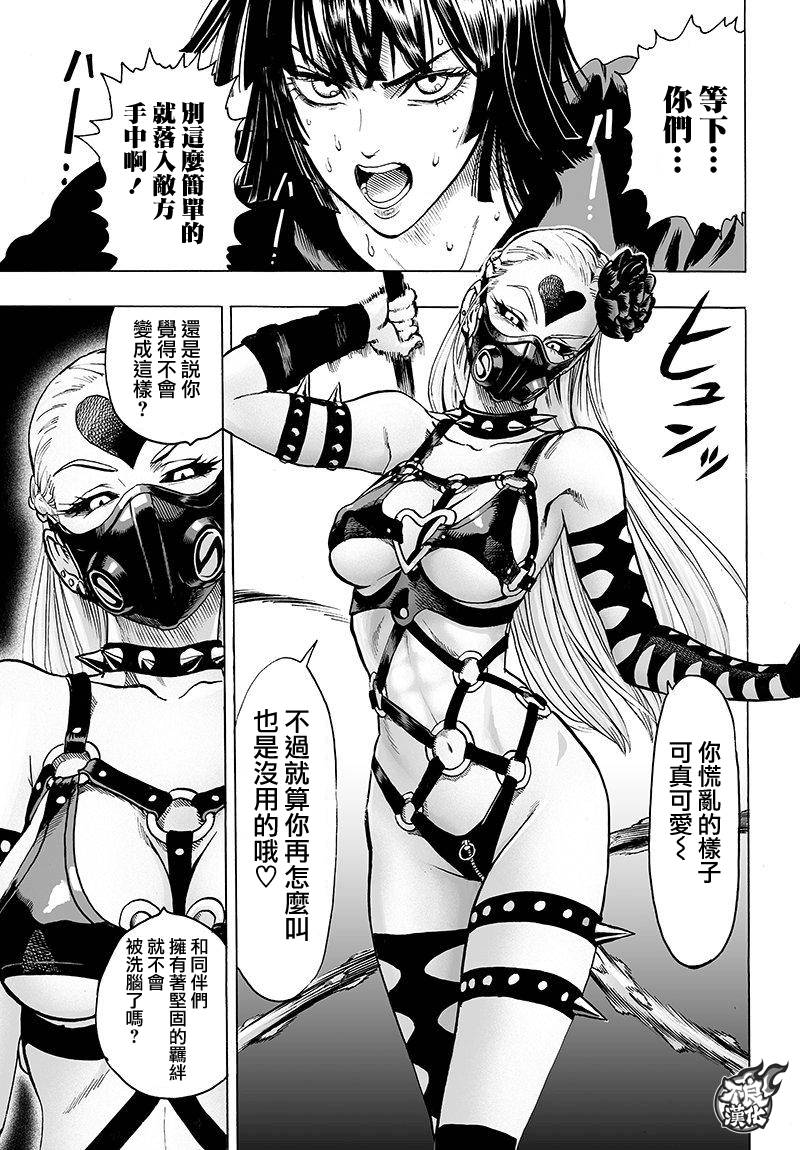 等下…
你們…
別這麼簡單的
就落入敵方
手中啊！
ヒュンッ
你慌亂的樣子
可真可愛～
不過就算你再怎麼叫
也是沒用的哦♡
還是說你
覺得不會
變成這樣？
和同伴們
擁有著堅固的羈絆
就不會
被洗腦了嗎？
狼
漢化